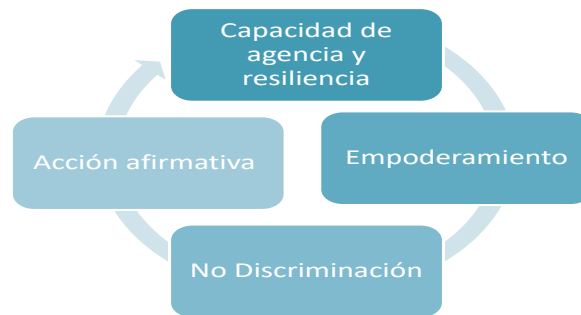 Capacidad de
agencia y
resiliencia
Empoderamiento
No Discriminación
Acción afirmativa